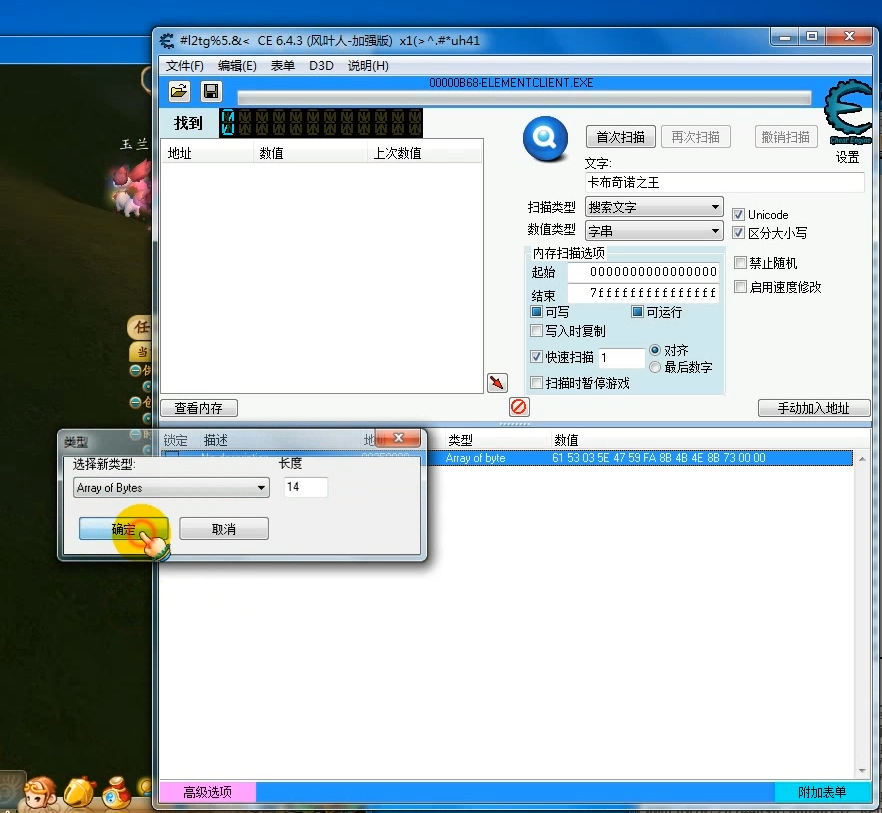 #l2tg%5.&< CE 6.4.3 (风叶人-加强版) x1(>^.#*uh41
文件(F) 编辑(E) 表单 D3D 说明(H)
00000B68-ELEMENTCLIENT.EXE
找到
地址 数值 上次数值
首次扫描 再次扫描 撤消扫描
Cheat Engine
设置
文字:
卡布奇诺之王
扫描类型 搜索文字
Unicode
数值类型 字串
区分大小写
内存扫描选项
起始 0000000000000000
禁止随机
结束 7fffffffffffffff
启用速度修改
可写 可运行
写入时复制
快速扫描 1 对齐
最后数字
扫描时暂停游戏
查看内存
手动加入地址
锁定 描述 地 类型 数值
Array of byte 61 53 03 5E 47 59 FA 8B 4B 4E 8B 73 00 00
类型
选择新类型: 长度
Array of Bytes 14
确定 取消
高级选项 附加表单
玉兰
任
当